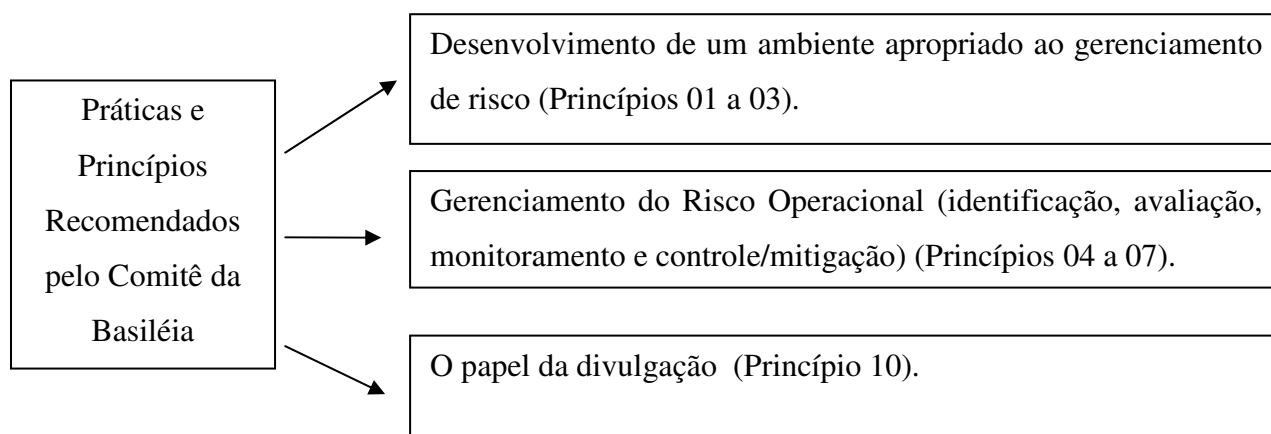 Práticas e
Princípios
Recomendados
pelo Comitê da
Basiléia
Desenvolvimento de um ambiente apropriado ao gerenciamento
de risco (Princípios 01 a 03).
Gerenciamento do Risco Operacional (identificação, avaliação,
monitoramento e controle/mitigação) (Princípios 04 a 07).
O papel da divulgação (Princípio 10).